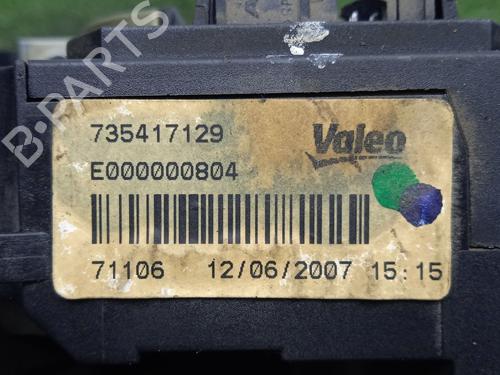 B-PARTS
735417129
Valeo
E000000804
71106 12/06/2007 15:15